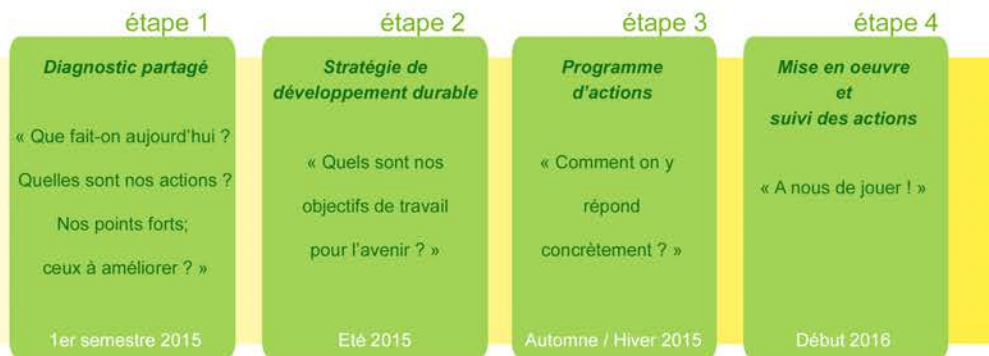 étape 1
Diagnostic partagé
« Que fait-on aujourd'hui ?
Quelles sont nos actions ?
Nos points forts;
ceux à améliorer ? »
1er semestre 2015
étape 2
Stratégie de
développement durable
« Quels sont nos
objectifs de travail
pour l'avenir ? »
Eté 2015
étape 3
Programme
d'actions
« Comment on y
répond
concrètement ? »
Automne / Hiver 2015
étape 4
Mise en oeuvre
et
suivi des actions
« A nous de jouer ! »
Début 2016